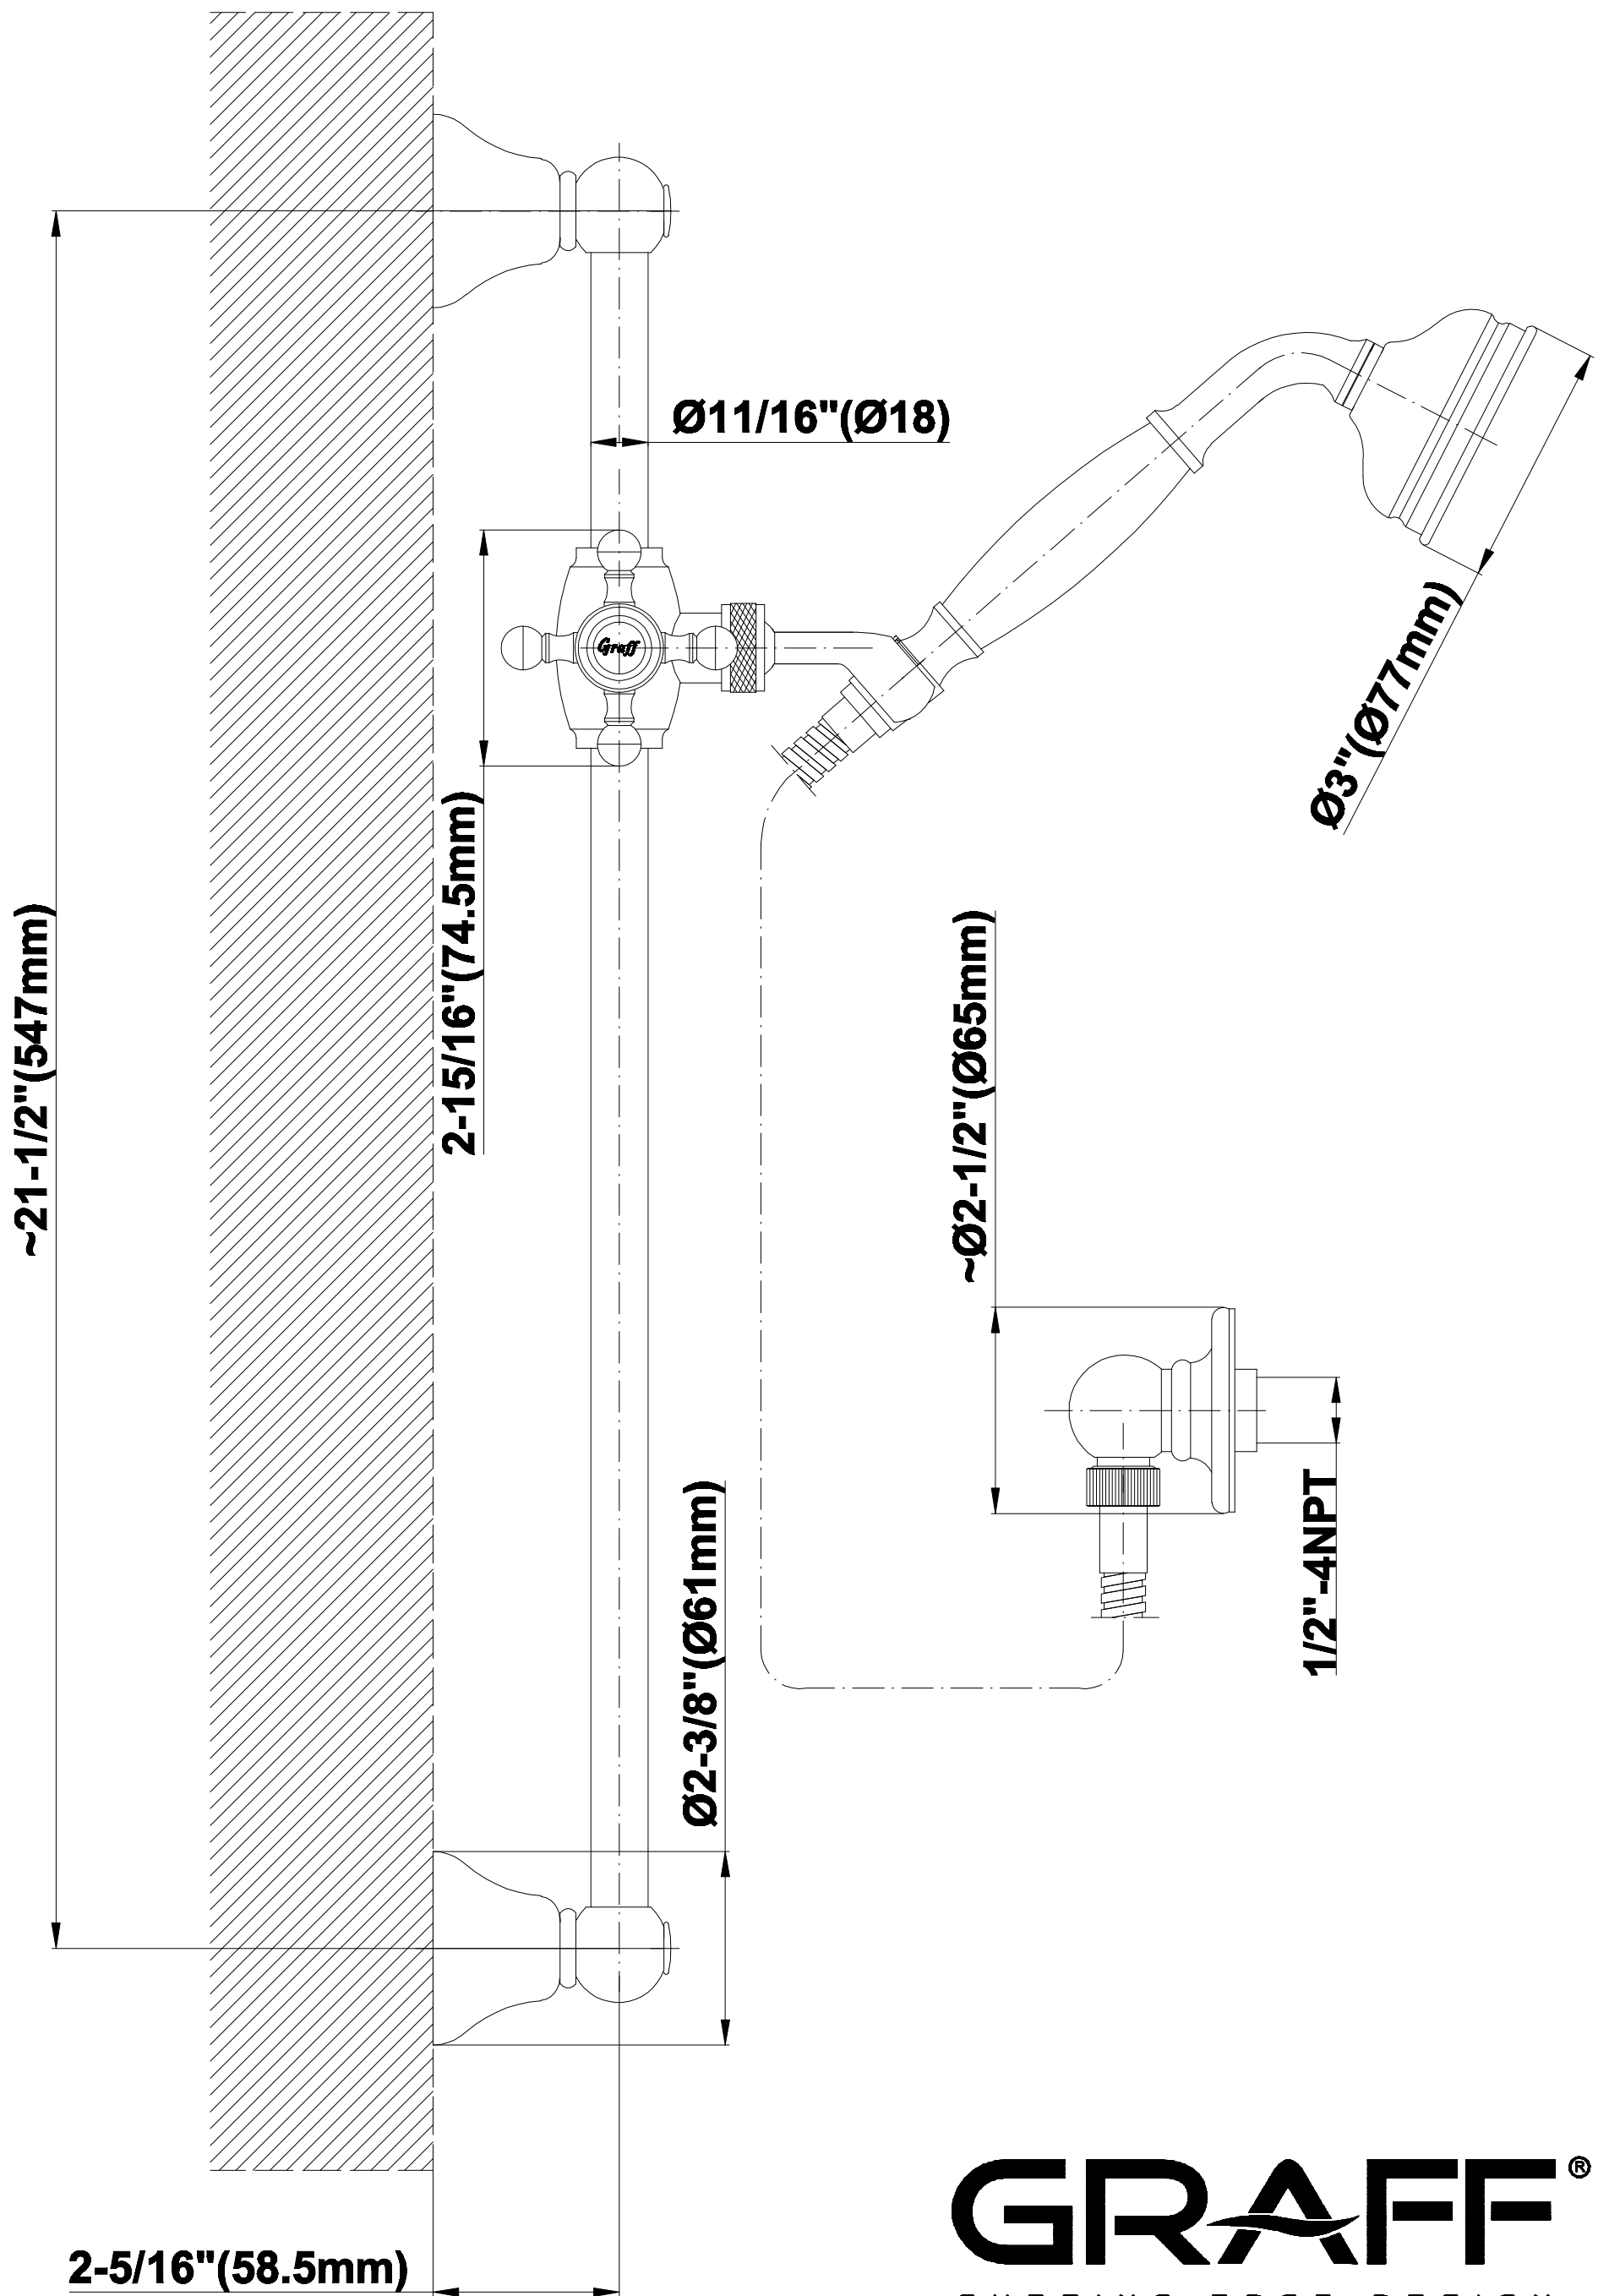 Ø11/16"(Ø18)
Graff
Ø3"(Ø77mm)
2-15/16"(74.5mm)
~21-1/2"(547mm)
~Ø2-1/2"(Ø65mm)
1/2"-4NPT
Ø2-3/8"(Ø61mm)
GRAFF®
2-5/16"(58.5mm)